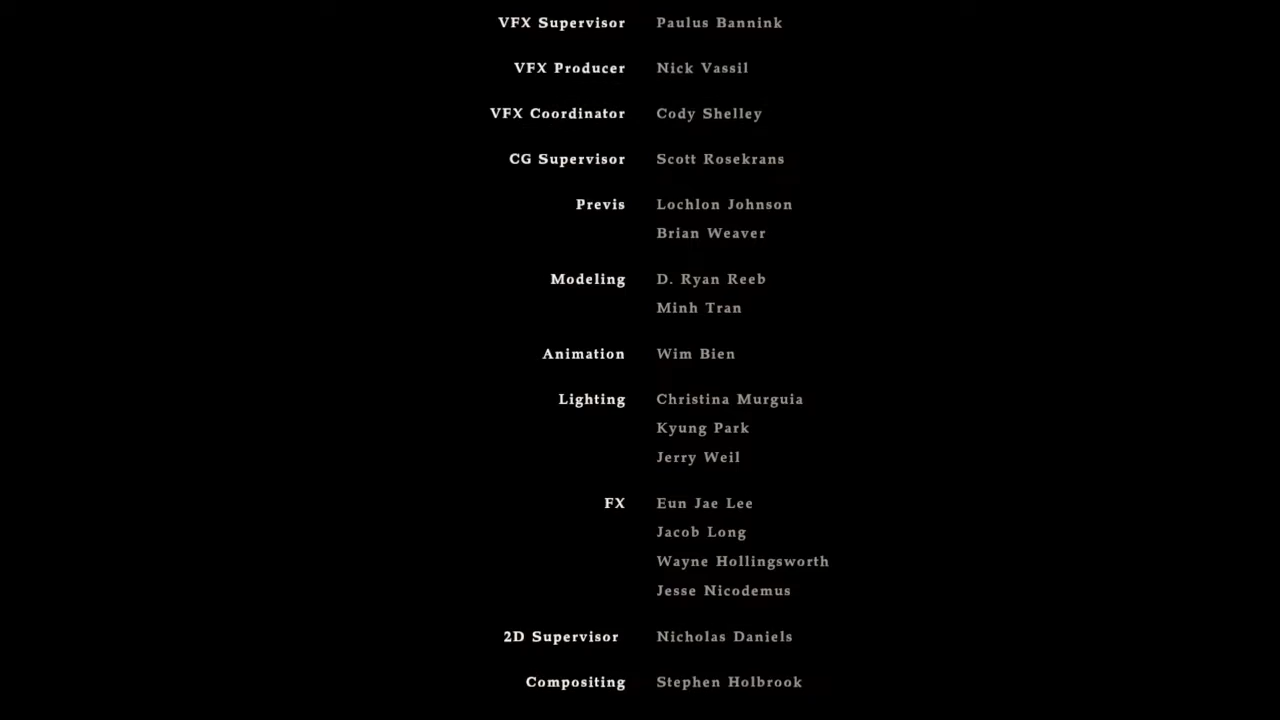 VFX Supervisor Paulus Bannink
VFX Producer Nick Vassil
VFX Coordinator Cody Shelley
CG Supervisor Scott Rosekrans
Previs Lochlon Johnson
Brian Weaver
Modeling D. Ryan Reeb
Minh Tran
Animation Wim Bien
Lighting Christina Murguia
Kyung Park
Jerry Weil
FX Eun Jae Lee
Jacob Long
Wayne Hollingsworth
Jesse Nicodemus
2D Supervisor Nicholas Daniels
Compositing Stephen Holbrook